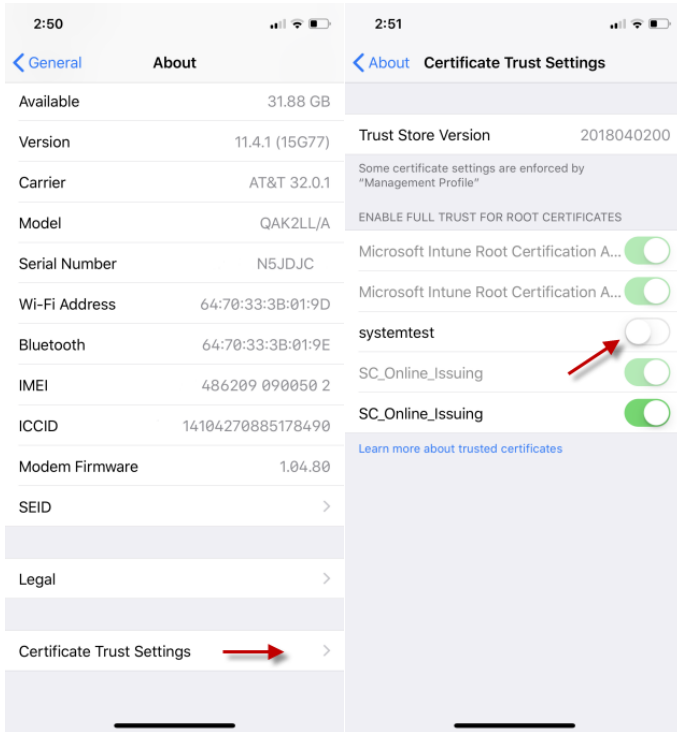 2:50
General
About
Available 31.88 GB
Version 11.4.1 (15G77)
Carrier AT&T 32.0.1
Model QAK2LL/A
Serial Number N5JDJC
Wi-Fi Address 64:70:33:3B:01:9D
Bluetooth 64:70:33:3B:01:9E
IMEI 486209 090050 2
ICCID 14104270885178490
Modem Firmware 1.04.80
SEID
Legal
Certificate Trust Settings
2:51
About
Certificate Trust Settings
Trust Store Version 2018040200
Some certificate settings are enforced by
"Management Profile"
ENABLE FULL TRUST FOR ROOT CERTIFICATES
Microsoft Intune Root Certification A...
Microsoft Intune Root Certification A...
systemtest
SC_Online_Issuing
SC_Online_Issuing
Learn more about trusted certificates